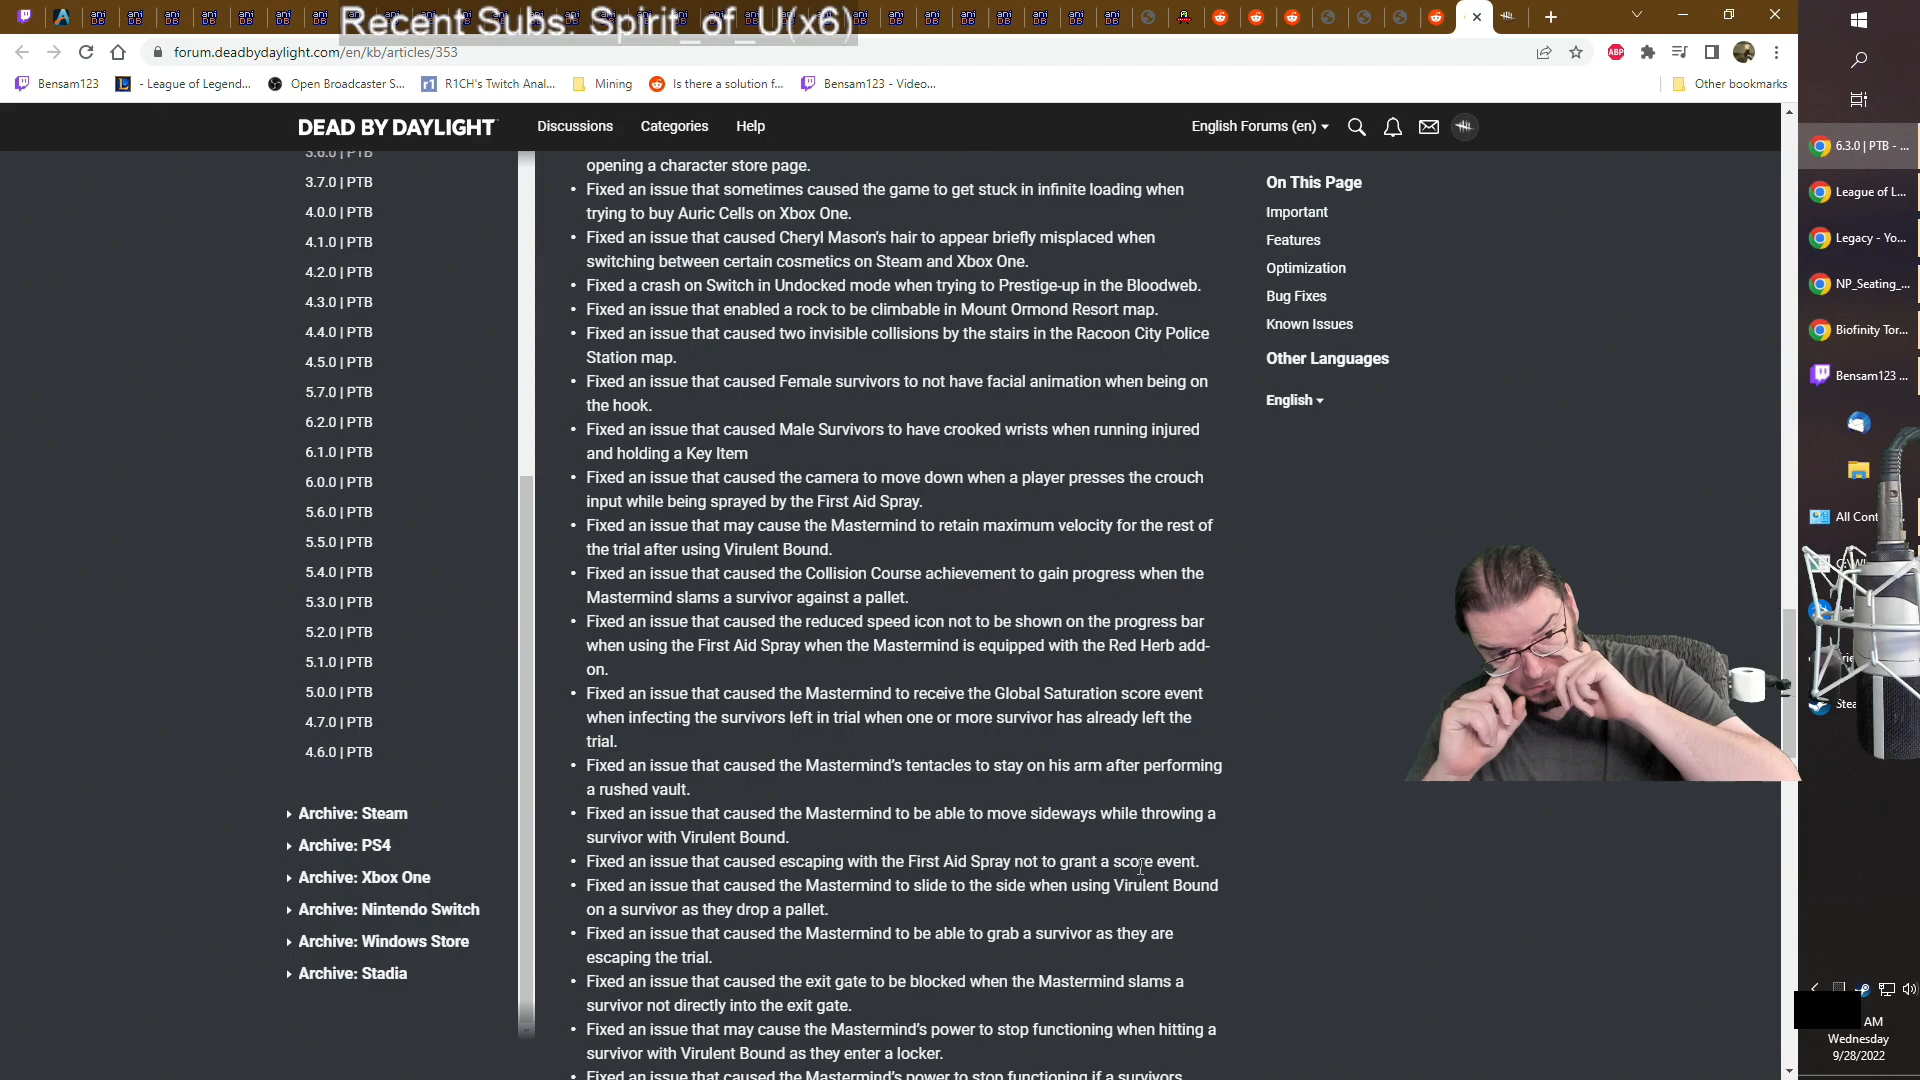 Recent Subs: Spirit_of_U(x6)
forum.deadbydaylight.com/en/kb/articles/353
Bensam123
- League of Legend...
Open Broadcaster S...
R1CH's Twitch Anal...
Mining
Is there a solution f...
Bensam123 - Video...
Other bookmarks
DEAD BY DAYLIGHT
Discussions
Categories
Help
English Forums (en)
3.6.0 | PTB
3.7.0 | PTB
4.0.0 | PTB
4.1.0 | PTB
4.2.0 | PTB
4.3.0 | PTB
4.4.0 | PTB
4.5.0 | PTB
5.7.0 | PTB
6.2.0 | PTB
6.1.0 | PTB
6.0.0 | PTB
5.6.0 | PTB
5.5.0 | PTB
5.4.0 | PTB
5.3.0 | PTB
5.2.0 | PTB
5.1.0 | PTB
5.0.0 | PTB
4.7.0 | PTB
4.6.0 | PTB
Archive: Steam
Archive: PS4
Archive: Xbox One
Archive: Nintendo Switch
Archive: Windows Store
Archive: Stadia
opening a character store page.
• Fixed an issue that sometimes caused the game to get stuck in infinite loading when
trying to buy Auric Cells on Xbox One.
• Fixed an issue that caused Cheryl Mason's hair to appear briefly misplaced when
switching between certain cosmetics on Steam and Xbox One.
• Fixed a crash on Switch in Undocked mode when trying to Prestige-up in the Bloodweb.
• Fixed an issue that enabled a rock to be climbable in Mount Ormond Resort map.
• Fixed an issue that caused two invisible collisions by the stairs in the Racoon City Police
Station map.
• Fixed an issue that caused Female survivors to not have facial animation when being on
the hook.
• Fixed an issue that caused Male Survivors to have crooked wrists when running injured
and holding a Key Item
• Fixed an issue that caused the camera to move down when a player presses the crouch
input while being sprayed by the First Aid Spray.
• Fixed an issue that may cause the Mastermind to retain maximum velocity for the rest of
the trial after using Virulent Bound.
• Fixed an issue that caused the Collision Course achievement to gain progress when the
Mastermind slams a survivor against a pallet.
• Fixed an issue that caused the reduced speed icon not to be shown on the progress bar
when using the First Aid Spray when the Mastermind is equipped with the Red Herb add-
on.
• Fixed an issue that caused the Mastermind to receive the Global Saturation score event
when infecting the survivors left in trial when one or more survivor has already left the
trial.
• Fixed an issue that caused the Mastermind's tentacles to stay on his arm after performing
a rushed vault.
• Fixed an issue that caused the Mastermind to be able to move sideways while throwing a
survivor with Virulent Bound.
• Fixed an issue that caused escaping with the First Aid Spray not to grant a score event.
• Fixed an issue that caused the Mastermind to slide to the side when using Virulent Bound
on a survivor as they drop a pallet.
• Fixed an issue that caused the Mastermind to be able to grab a survivor as they are
escaping the trial.
• Fixed an issue that caused the exit gate to be blocked when the Mastermind slams a
survivor not directly into the exit gate.
• Fixed an issue that may cause the Mastermind's power to stop functioning when hitting a
survivor with Virulent Bound as they enter a locker.
• Fixed an issue that caused the Mastermind's power to stop functioning if a survivors
On This Page
Important
Features
Optimization
Bug Fixes
Known Issues
Other Languages
English
6.3.0 | PTB - ...
League of L...
Legacy - Yo...
NP_Seating_...
Biofinity Tor...
Bensam123 ...
All Cont
Stea
AM
Wednesday
9/28/2022